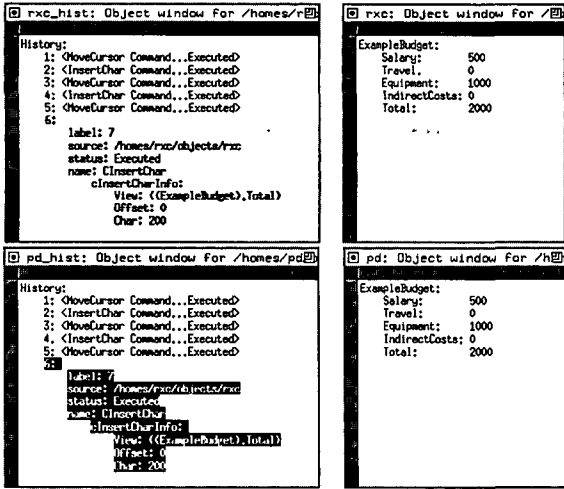 rxc_hist: Object window for /homes/r
History:
1: <MoveCursor Command...Executed>
2: <InsertChar Command...Executed>
3: <MoveCursor Command...Executed>
4: <InsertChar Command...Executed>
5: <MoveCursor Command...Executed>
6:
label: 7
source: /homes/rxc/objects/rxc
status: Executed
name: CInsertChar
cInsertCharInfo:
View: ((ExampleBudget).Total)
Offset: 0
Char: 200
rxc: Object window for /
ExampleBudget:
Salary: 500
Travel. 0
Equipment: 1000
IndirectCosts: 0
Total: 2000
pd_hist: Object window for /homes/pd
History:
1: <MoveCursor Command...Executed>
2: <InsertChar Command...Executed>
3: <MoveCursor Command...Executed>
4. <InsertChar Command...Executed>
5: <MoveCursor Command...Executed>
6:
label: 7
source: /homes/rxc/objects/rxc
status: Executed
name: CInsertChar
cInsertCharInfo:
View: ((ExampleBudget).Total)
Offset: 0
Char: 200
pd: Object window for /h
ExampleBudget:
Salary: 500
Travel: 0
Equipment: 1000
IndirectCosts: 0
Total: 2000